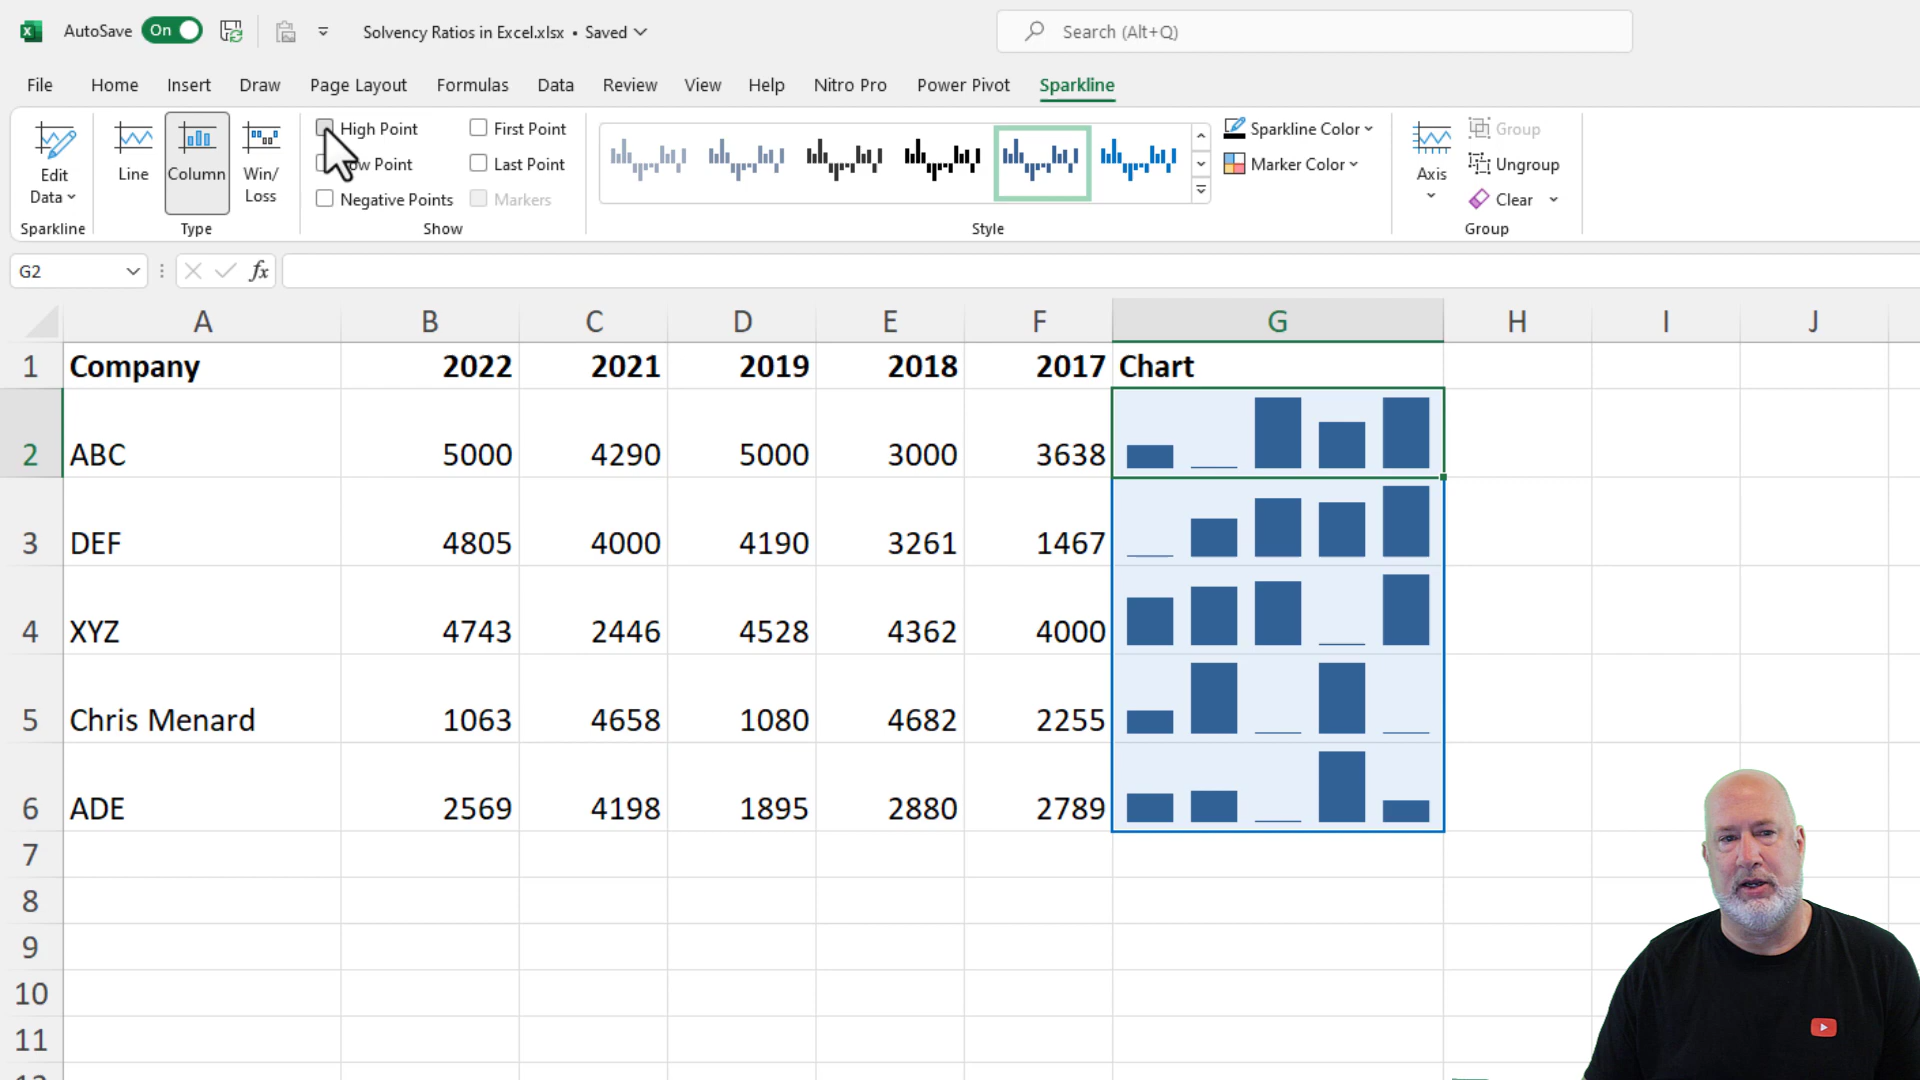 AutoSave On Solvency Ratios in Excel.xlsx • Saved Search (Alt+Q)
File Home Insert Draw Page Layout Formulas Data Review View Help Nitro Pro Power Pivot Sparkline
Edit Data
Line
Column
Win/
Loss
High Point
First Point
ow Point
Last Point
Negative Points
Markers
Sparkline Color
Marker Color
Axis
Group
Ungroup
Clear
Sparkline Type Show Style Group
G2 fx
A B C D E F G H I J
1 Company 2022 2021 2019 2018 2017 Chart
2 ABC 5000 4290 5000 3000 3638
3 DEF 4805 4000 4190 3261 1467
4 XYZ 4743 2446 4528 4362 4000
5 Chris Menard 1063 4658 1080 4682 2255
6 ADE 2569 4198 1895 2880 2789
7
8
9
10
11